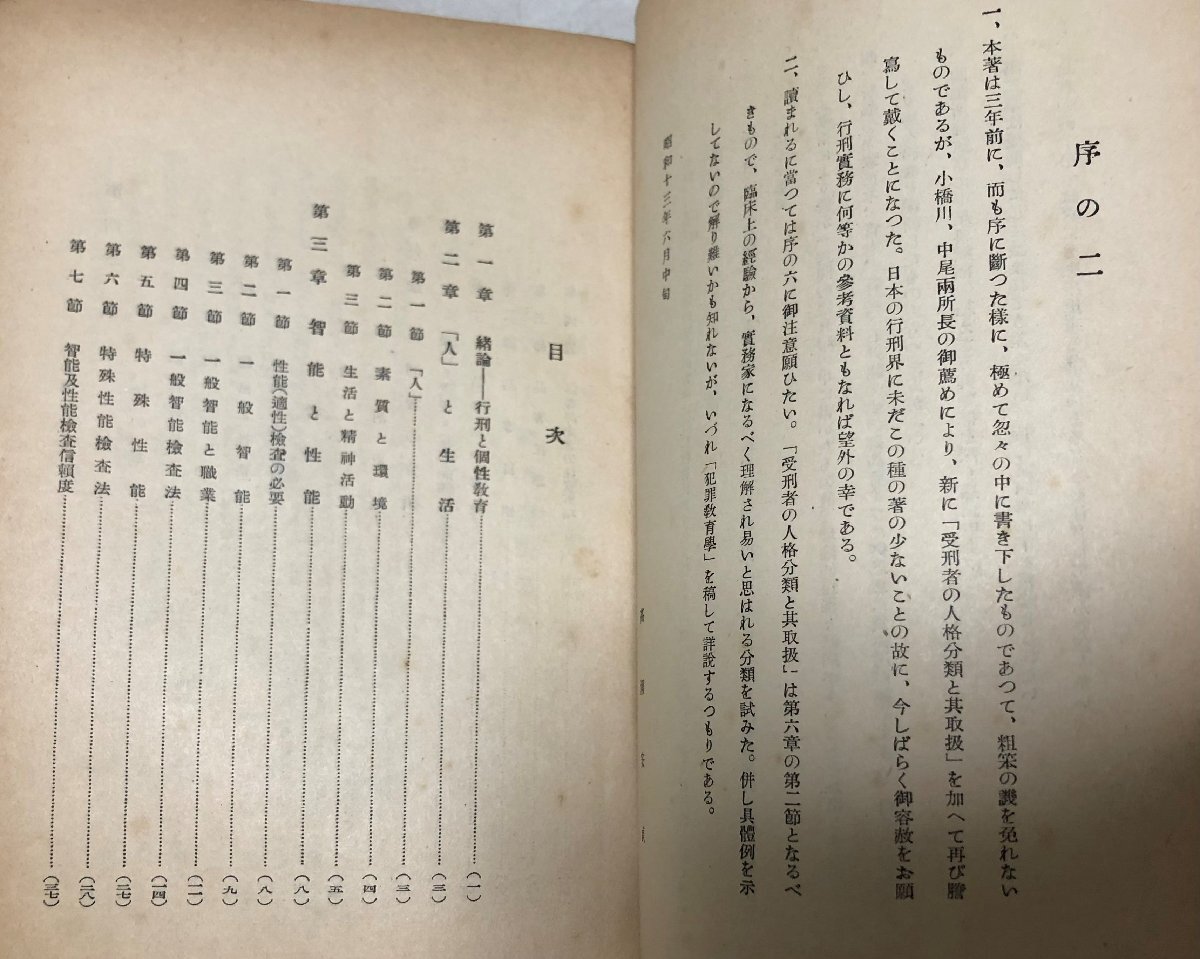 序の二
一、本著は三年前に、而も序に斷つた樣に、極めて忽々の中に書き下したものであつて、粗笨の譏を免れない
ものであるが、小橋川、中尾兩所長の御薦めにより、新に「受刑者の人格分類と其取扱」を加へて再び謄
寫して戴くことになつた。日本の行刑界に未だこの種の著の少ないことの故に、今しばらく御容赦をお願
ひし、行刑實務に何等かの參考資料ともなれば望外の幸である。
二、讀まれるに當つては序の六に御注意願ひたい。「受刑者の人格分類と其取扱」は第六章の第二節となるべ
きもので、臨床上の經驗から、實務家になるべく理解され易いと思はれる分類を試みた。併し具體例を示
してないので解り難いかも知れないが、いづれ「犯罪敎育學」を稿して詳說するつもりである。
昭和十三年六月中旬
目次
第一章 緖論――行刑と個性敎育……(一)
第二章 「人」と生活……(三)
第一節 「人」……(三)
第二節 素質と環境……(四)
第三節 生活と精神活動……(五)
第三章 智能と性能……(八)
第一節 性能(適性)檢査の必要……(八)
第二節 一般智能……(九)
第三節 一般智能と職業……(一一)
第四節 一般智能檢査法……(一四)
第五節 特殊性能……(二七)
第六節 特殊性能檢査法……(二八)
第七節 智能及性能檢査信賴度……(三七)